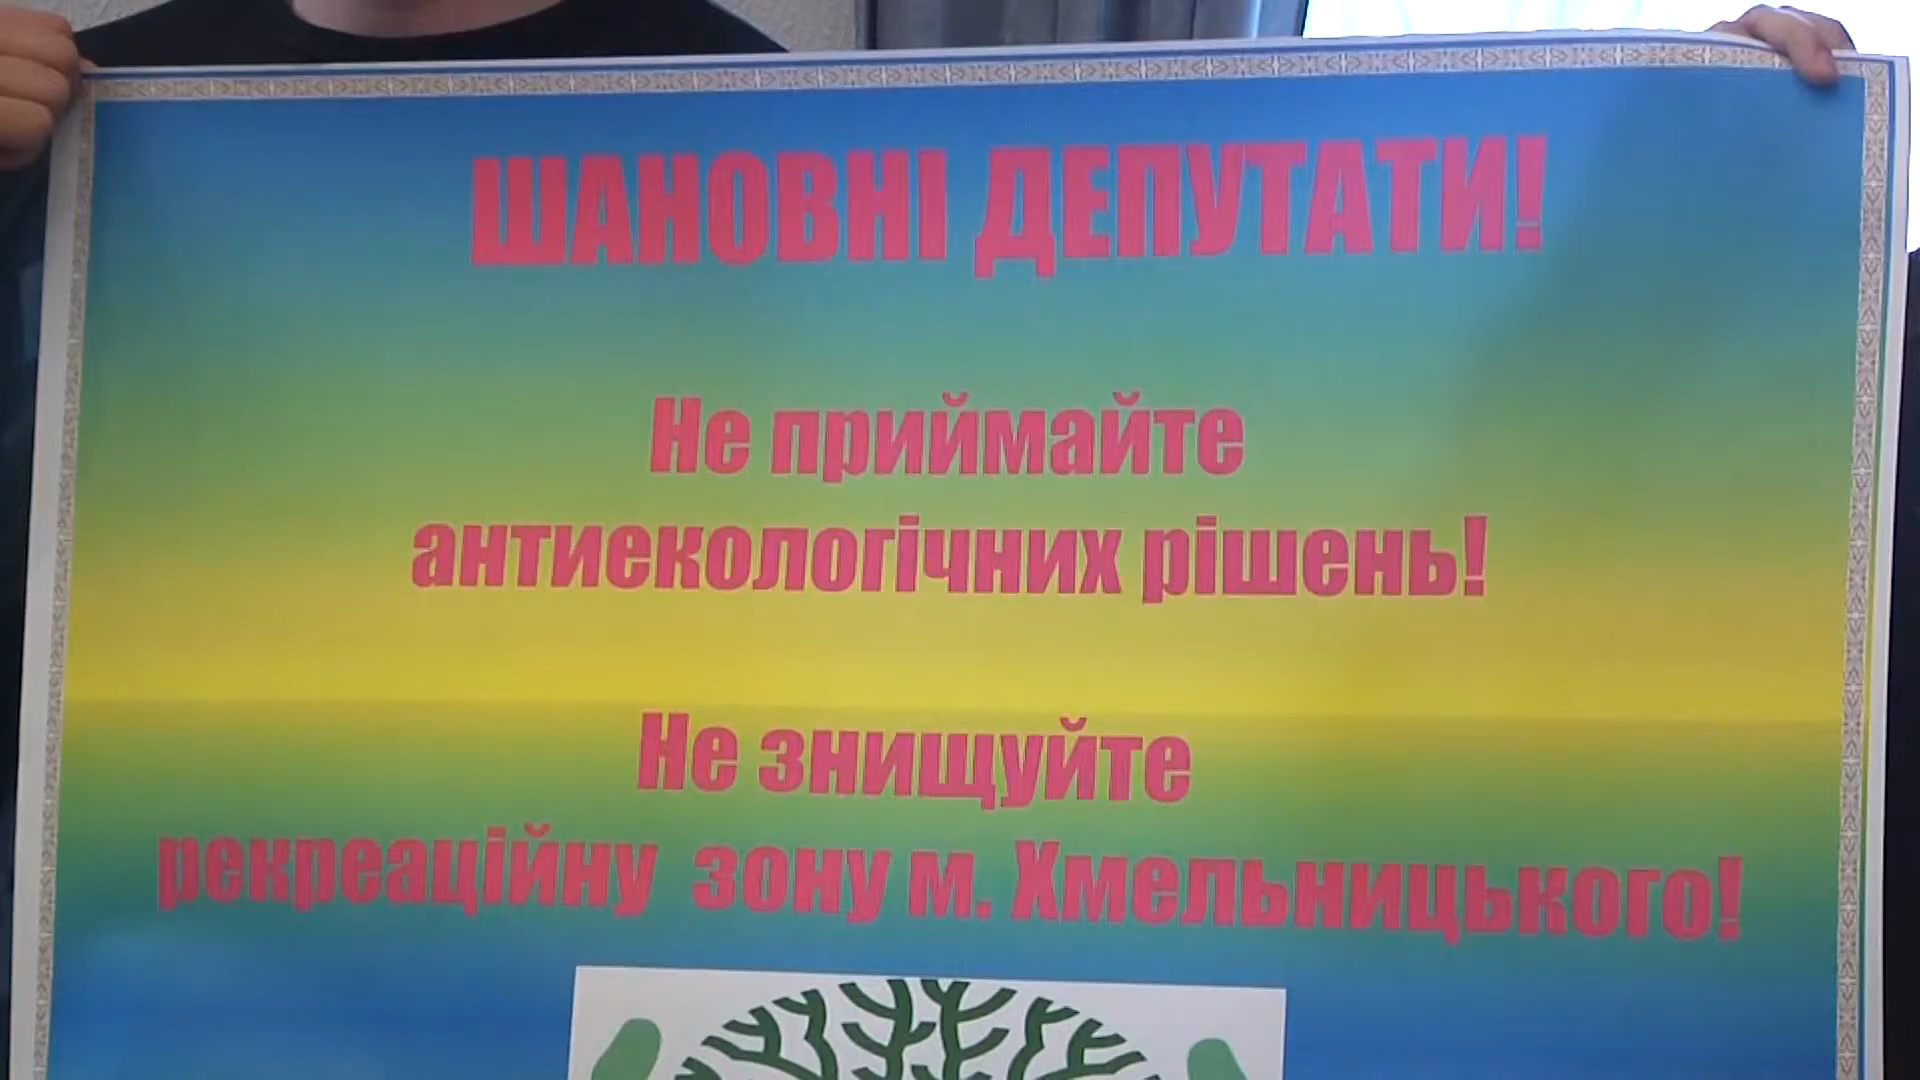 ШАНОВНІ ДЕПУТАТИ!
Не приймайте
антиекологічних рішень!
Не знищуйте
рекреаційну зону м. Хмельницького!